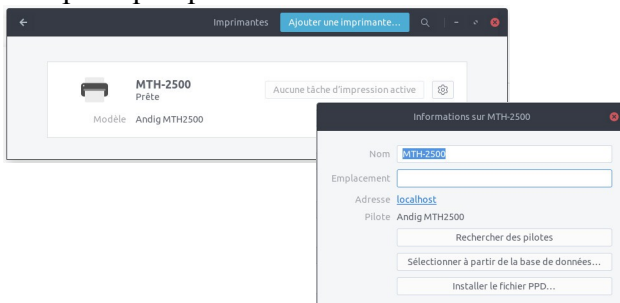 Imprimantes Ajouter une imprimante...
MTH-2500
Prête
Aucune tâche d'impression active
Modèle Andig MTH2500
Informations sur MTH-2500
Nom MTH-2500
Emplacement
Adresse localhost
Pilote Andig MTH2500
Rechercher des pilotes
Sélectionner à partir de la base de données...
Installer le fichier PPD...